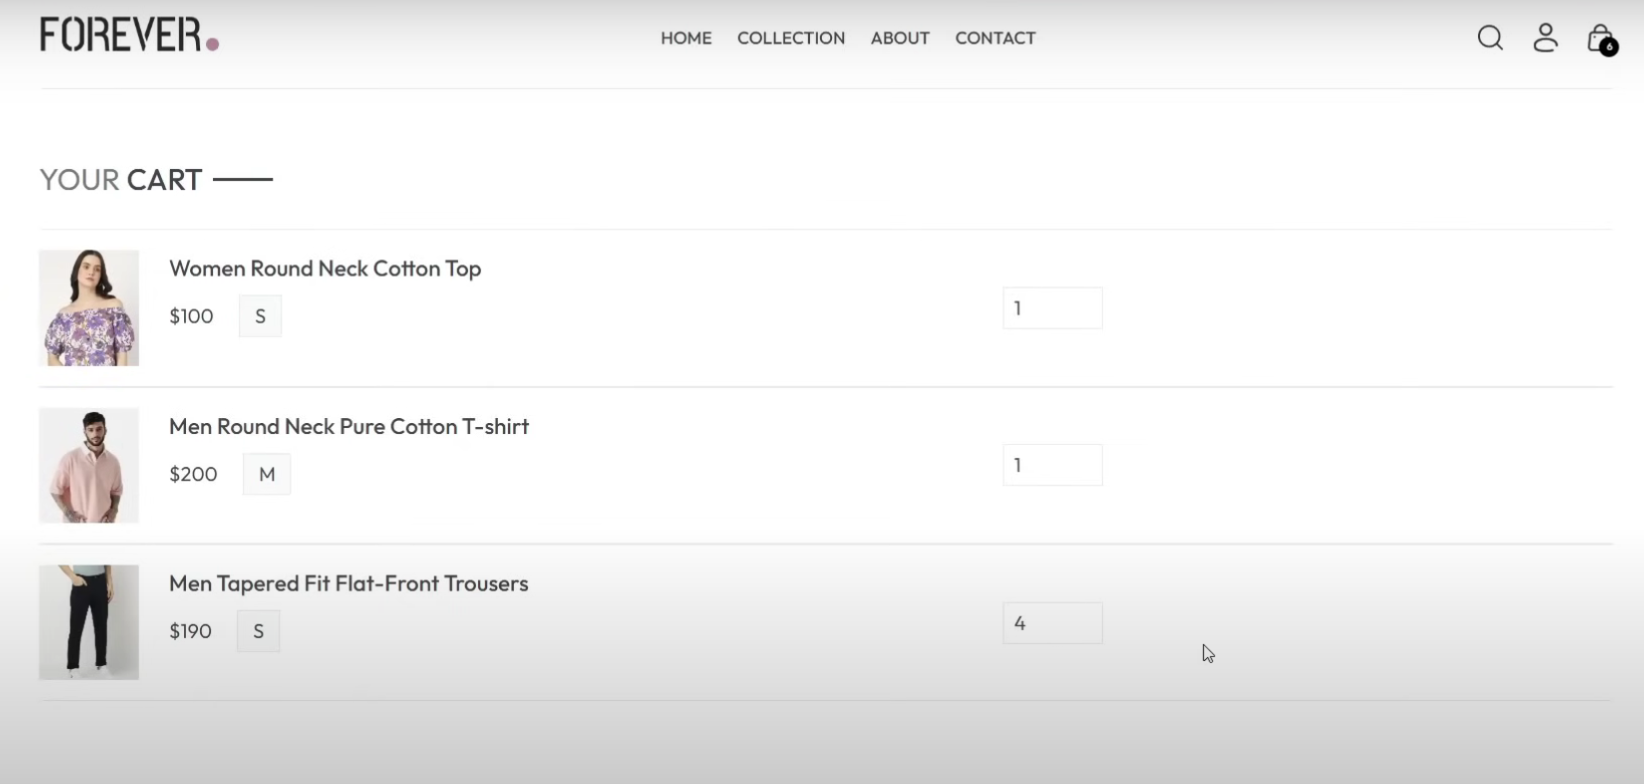 FOREVER.
HOME COLLECTION ABOUT CONTACT
6
YOUR CART
Women Round Neck Cotton Top
$100 S
1
Men Round Neck Pure Cotton T-shirt
$200 M
1
Men Tapered Fit Flat-Front Trousers
$190 S
4